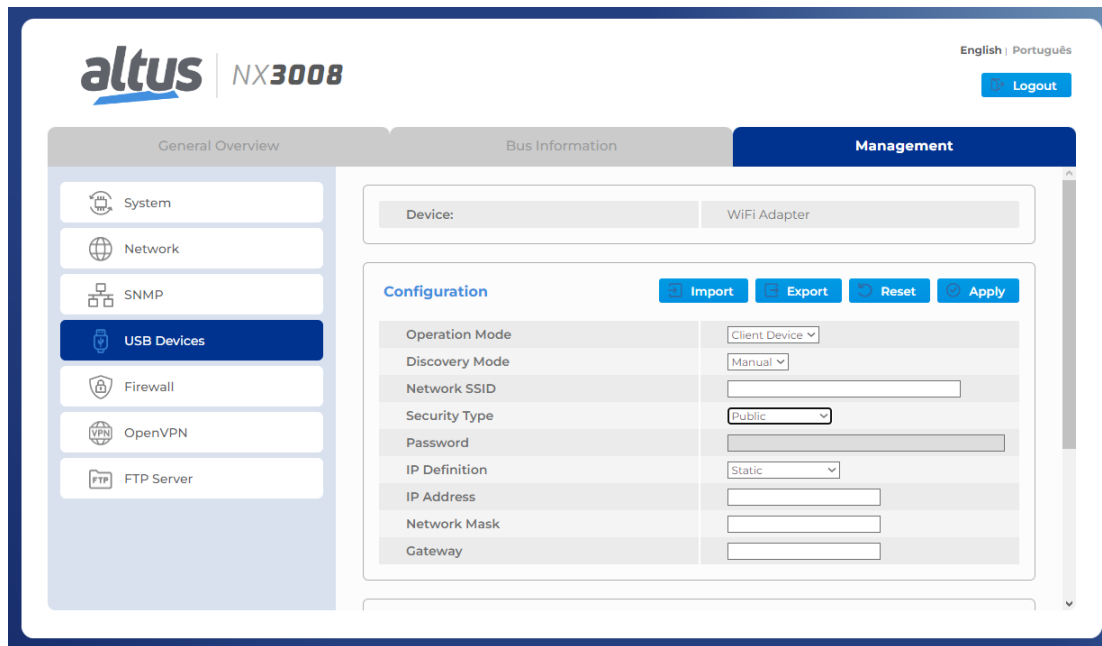 English | Português
altus NX3008
Logout
General Overview Bus Information Management
System
Network
SNMP
USB Devices
Firewall
VPN OpenVPN
FTP FTP Server
Device: WiFi Adapter
Configuration Import Export Reset Apply
Operation Mode Client Device
Discovery Mode Manual
Network SSID
Security Type Public
Password
IP Definition Static
IP Address
Network Mask
Gateway